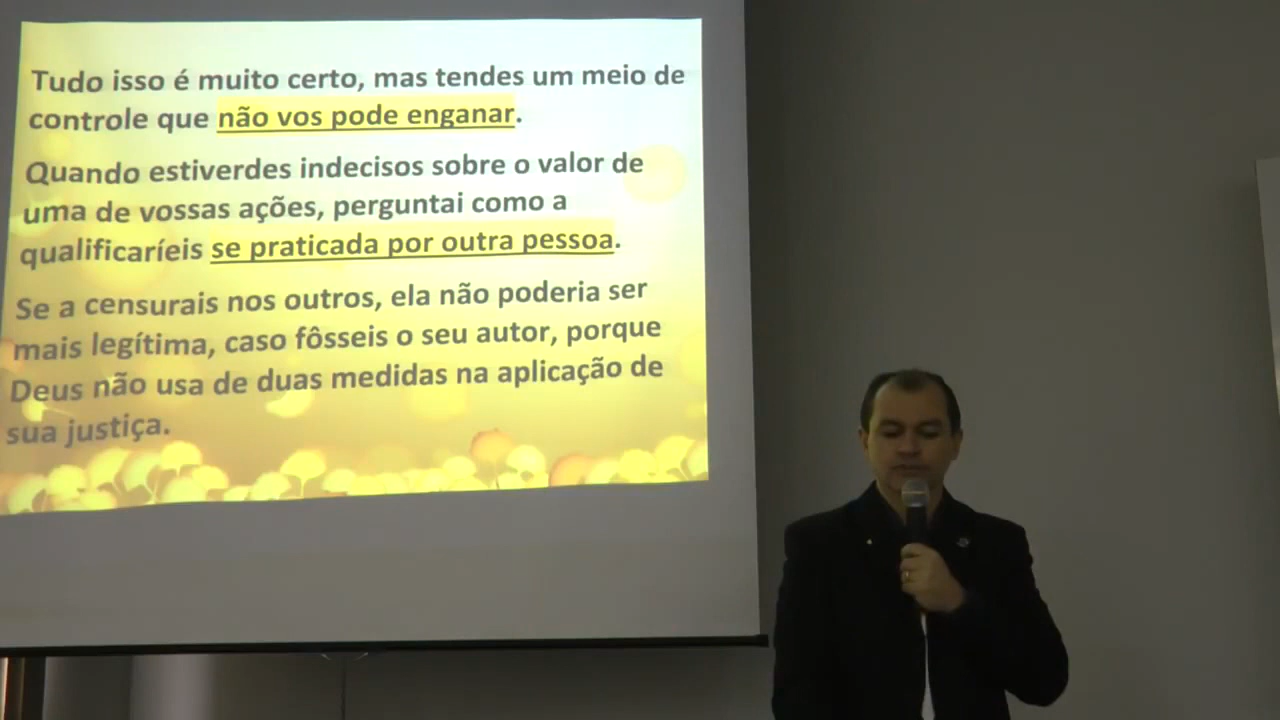 Tudo isso é muito certo, mas tendes um meio de
controle que não vos pode enganar.
Quando estiverdes indecisos sobre o valor de
uma de vossas ações, perguntai como a
qualificaríeis se praticada por outra pessoa.
Se a censurais nos outros, ela não poderia ser
mais legítima, caso fôsseis o seu autor, porque
Deus não usa de duas medidas na aplicação de
sua justiça.